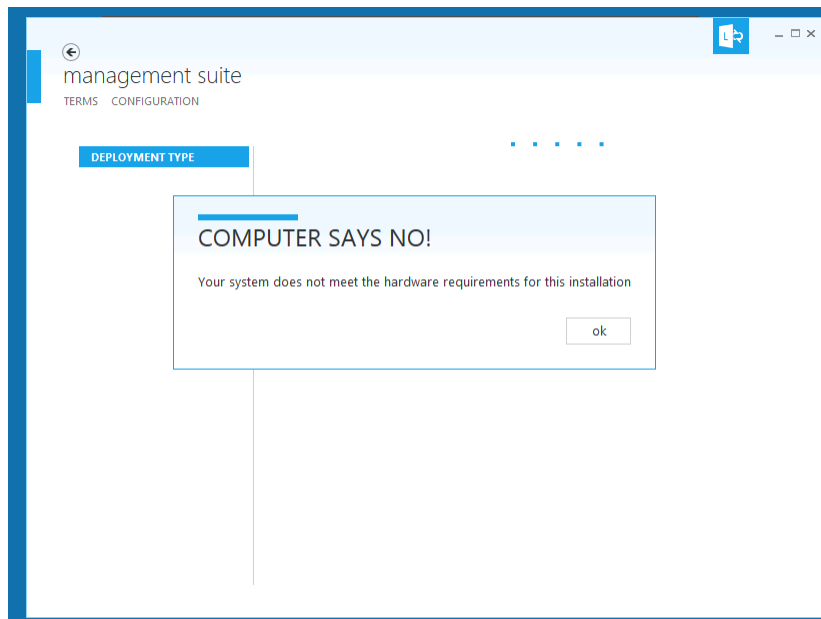 management suite
TERMS CONFIGURATION
DEPLOYMENT TYPE
COMPUTER SAYS NO!
Your system does not meet the hardware requirements for this installation
ok
L